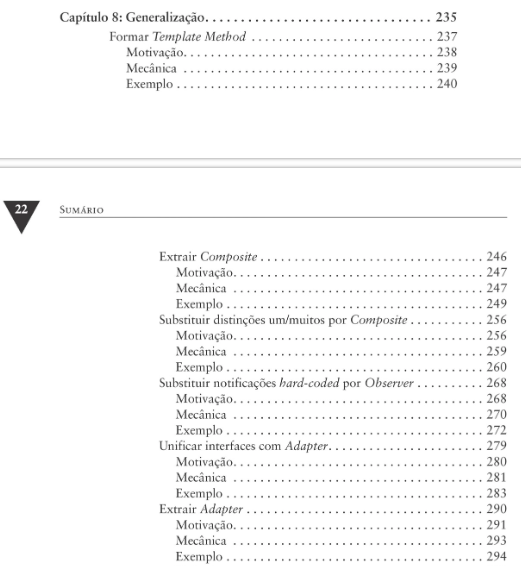 Capítulo 8: Generalização. . . . . . . . . . . . . . . . . . . . . . . . . . . . . . 235
Formar Template Method . . . . . . . . . . . . . . . . . . . . . . . . . . . 237
Motivação. . . . . . . . . . . . . . . . . . . . . . . . . . . . . . . . . . . . . 238
Mecânica . . . . . . . . . . . . . . . . . . . . . . . . . . . . . . . . . . . . . 239
Exemplo . . . . . . . . . . . . . . . . . . . . . . . . . . . . . . . . . . . . . . 240
22 SUMÁRIO
Extrair Composite . . . . . . . . . . . . . . . . . . . . . . . . . . . . . . . . . 246
Motivação. . . . . . . . . . . . . . . . . . . . . . . . . . . . . . . . . . . . . 247
Mecânica . . . . . . . . . . . . . . . . . . . . . . . . . . . . . . . . . . . . . 247
Exemplo . . . . . . . . . . . . . . . . . . . . . . . . . . . . . . . . . . . . . . 249
Substituir distinções um/muitos por Composite . . . . . . . . . . . 256
Motivação. . . . . . . . . . . . . . . . . . . . . . . . . . . . . . . . . . . . . 256
Mecânica . . . . . . . . . . . . . . . . . . . . . . . . . . . . . . . . . . . . . 259
Exemplo . . . . . . . . . . . . . . . . . . . . . . . . . . . . . . . . . . . . . . 260
Substituir notificações hard-coded por Observer . . . . . . . . . . 268
Motivação. . . . . . . . . . . . . . . . . . . . . . . . . . . . . . . . . . . . . 268
Mecânica . . . . . . . . . . . . . . . . . . . . . . . . . . . . . . . . . . . . . 270
Exemplo . . . . . . . . . . . . . . . . . . . . . . . . . . . . . . . . . . . . . . 272
Unificar interfaces com Adapter. . . . . . . . . . . . . . . . . . . . . . . 279
Motivação. . . . . . . . . . . . . . . . . . . . . . . . . . . . . . . . . . . . . 280
Mecânica . . . . . . . . . . . . . . . . . . . . . . . . . . . . . . . . . . . . . 281
Exemplo . . . . . . . . . . . . . . . . . . . . . . . . . . . . . . . . . . . . . . 283
Extrair Adapter . . . . . . . . . . . . . . . . . . . . . . . . . . . . . . . . . . . 290
Motivação. . . . . . . . . . . . . . . . . . . . . . . . . . . . . . . . . . . . . 291
Mecânica . . . . . . . . . . . . . . . . . . . . . . . . . . . . . . . . . . . . . 293
Exemplo . . . . . . . . . . . . . . . . . . . . . . . . . . . . . . . . . . . . . . 294